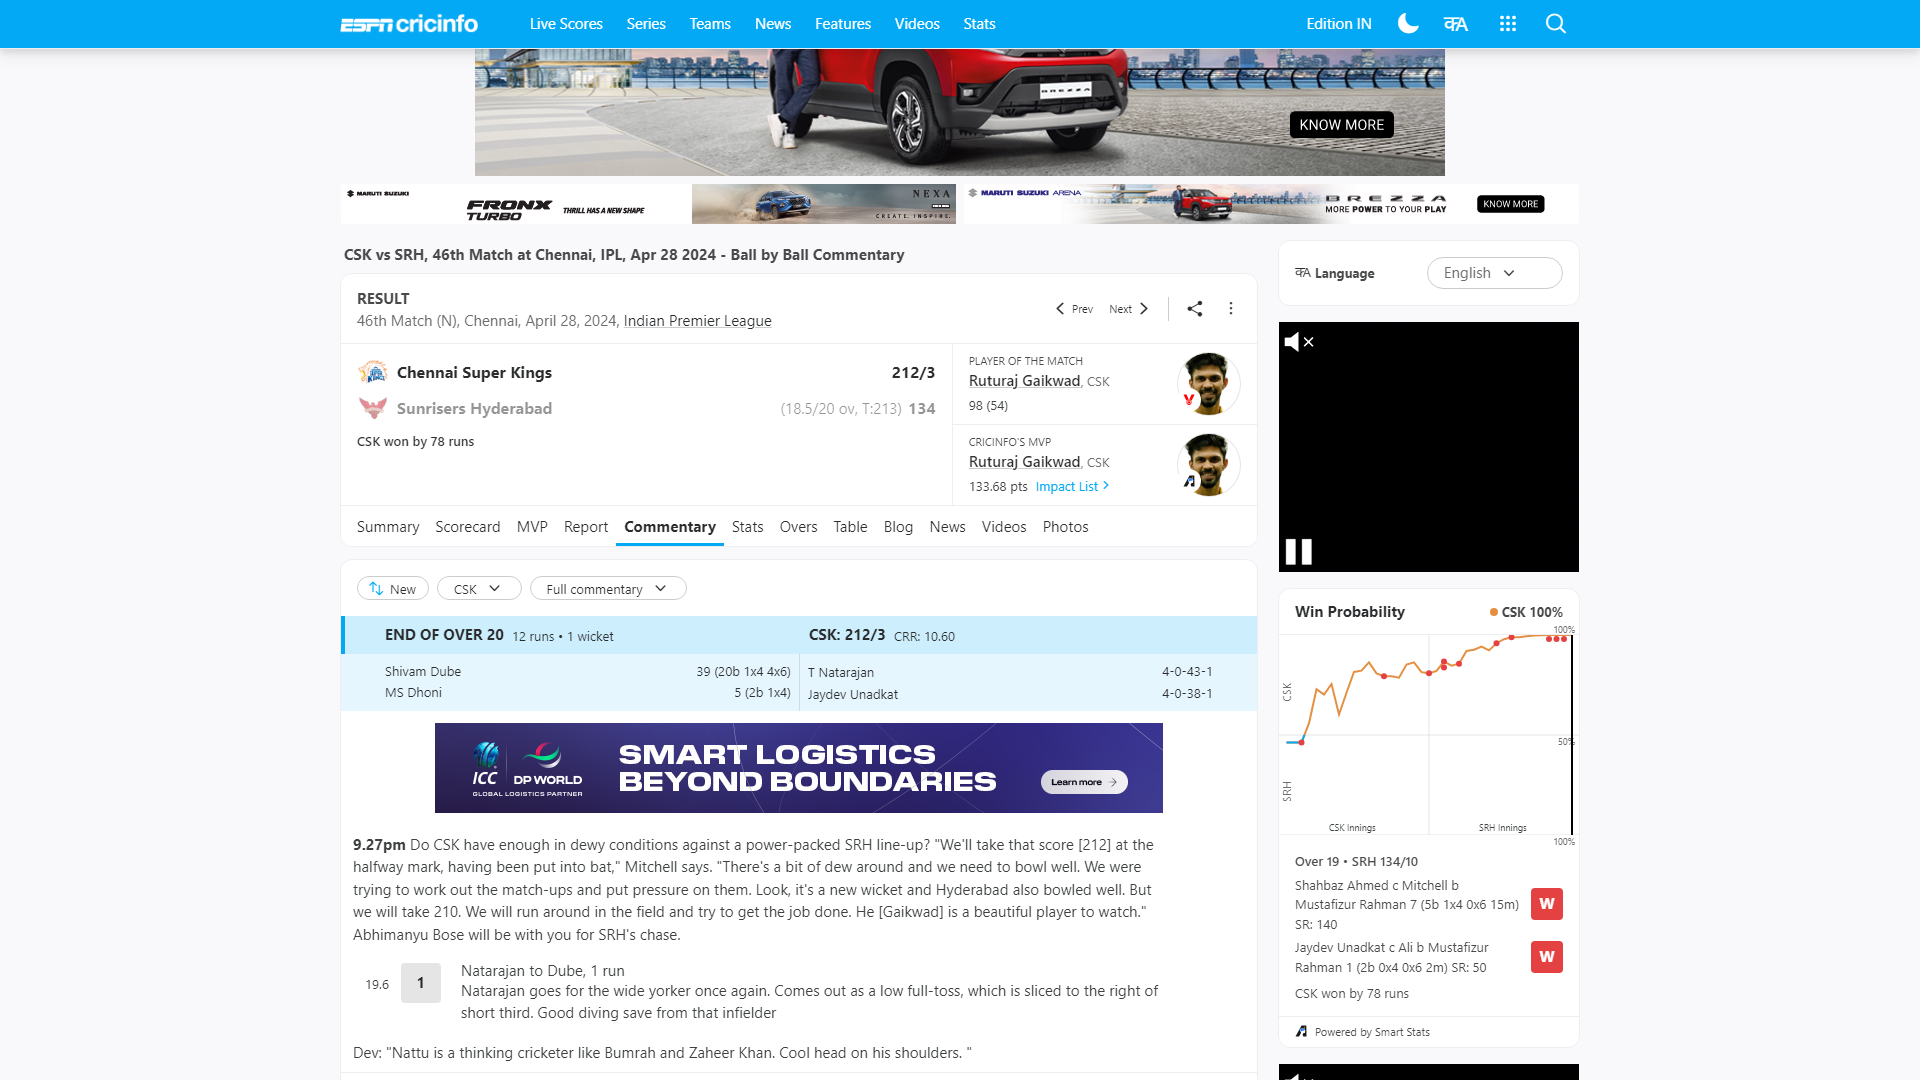 ESPN cricinfo Live Scores Series Teams News Features Videos Stats Edition IN कA
BREZZA
KNOW MORE
MARUTI SUZUKI FRONX TURBO THRILL HAS A NEW SHAPE NEXA CREATE. INSPIRE.
MARUTI SUZUKI ARENA BREZZA MORE POWER TO YOUR PLAY KNOW MORE
CSK vs SRH, 46th Match at Chennai, IPL, Apr 28 2024 - Ball by Ball Commentary
कA Language English
RESULT
46th Match (N), Chennai, April 28, 2024, Indian Premier League
Prev Next
Chennai Super Kings 212/3
Sunrisers Hyderabad (18.5/20 ov, T:213) 134
CSK won by 78 runs
PLAYER OF THE MATCH
Ruturaj Gaikwad, CSK
98 (54)
CRICINFO'S MVP
Ruturaj Gaikwad, CSK
133.68 pts Impact List
Summary Scorecard MVP Report Commentary Stats Overs Table Blog News Videos Photos
New CSK Full commentary
END OF OVER 20 12 runs • 1 wicket CSK: 212/3 CRR: 10.60
Shivam Dube 39 (20b 1x4 4x6) T Natarajan 4-0-43-1
MS Dhoni 5 (2b 1x4) Jaydev Unadkat 4-0-38-1
ICC DP WORLD
GLOBAL LOGISTICS PARTNER
SMART LOGISTICS
BEYOND BOUNDARIES
Learn more
9.27pm Do CSK have enough in dewy conditions against a power-packed SRH line-up? "We'll take that score [212] at the
halfway mark, having been put into bat," Mitchell says. "There's a bit of dew around and we need to bowl well. We were
trying to work out the match-ups and put pressure on them. Look, it's a new wicket and Hyderabad also bowled well. But
we will take 210. We will run around in the field and try to get the job done. He [Gaikwad] is a beautiful player to watch."
Abhimanyu Bose will be with you for SRH's chase.
19.6 1 Natarajan to Dube, 1 run
Natarajan goes for the wide yorker once again. Comes out as a low full-toss, which is sliced to the right of
short third. Good diving save from that infielder
Dev: "Nattu is a thinking cricketer like Bumrah and Zaheer Khan. Cool head on his shoulders. "
Win Probability CSK 100%
100%
CSK
50%
SRH
CSK Innings SRH Innings
100%
Over 19 • SRH 134/10
Shahbaz Ahmed c Mitchell b
Mustafizur Rahman 7 (5b 1x4 0x6 15m)
SR: 140
W
Jaydev Unadkat c Ali b Mustafizur
Rahman 1 (2b 0x4 0x6 2m) SR: 50
W
CSK won by 78 runs
Powered by Smart Stats